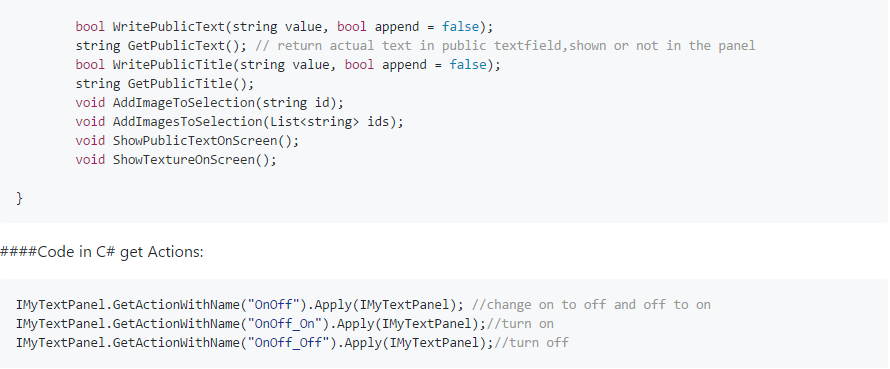 bool WritePublicText(string value, bool append = false);
string GetPublicText(); // return actual text in public textfield,shown or not in the panel
bool WritePublicTitle(string value, bool append = false);
string GetPublicTitle();
void AddImageToSelection(string id);
void AddImagesToSelection(List<string> ids);
void ShowPublicTextOnScreen();
void ShowTextureOnScreen();
}
####Code in C# get Actions:
IMyTextPanel.GetActionWithName("OnOff").Apply(IMyTextPanel); //change on to off and off to on
IMyTextPanel.GetActionWithName("OnOff_On").Apply(IMyTextPanel);//turn on
IMyTextPanel.GetActionWithName("OnOff_Off").Apply(IMyTextPanel);//turn off